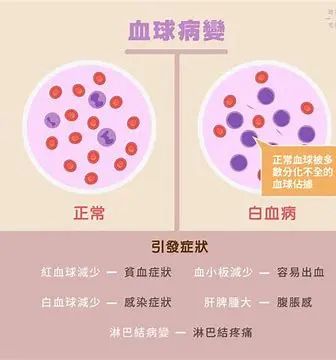 血球病變
正常
白血病
正常血球被多
數分化不全的
血球佔據
引發症狀
紅血球減少 — 貧血症狀
血小板減少 — 容易出血
白血球減少 — 感染症狀
肝脾腫大 — 腹脹感
淋巴結病變 — 淋巴結疼痛